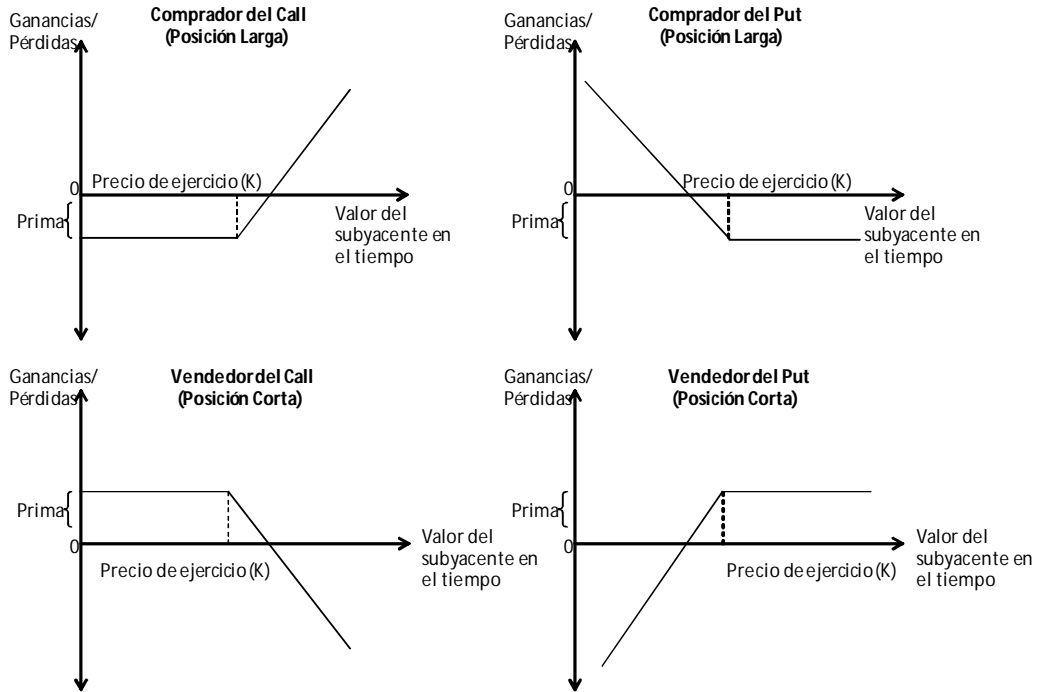 Ganancias/
Pérdidas
Comprador del Call
(Posición Larga)
0
Precio de ejercicio (K)
Prima
Valor del
subyacente en
el tiempo
Ganancias/
Pérdidas
Comprador del Put
(Posición Larga)
0
Precio de ejercicio (K)
Prima
Valor del
subyacente en
el tiempo
Ganancias/
Pérdidas
Vendedor del Call
(Posición Corta)
Prima
0
Precio de ejercicio (K)
Valor del
subyacente en
el tiempo
Ganancias/
Pérdidas
Vendedor del Put
(Posición Corta)
Prima
0
Precio de ejercicio (K)
Valor del
subyacente en
el tiempo